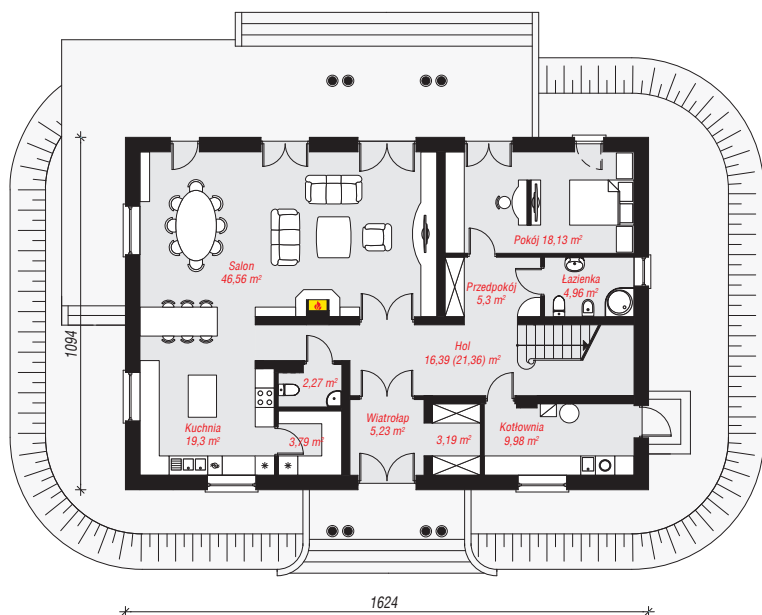 Salon
46,56 m²
Pokój 18,13 m²
Przedpokój
5,3 m²
Łazienka
4,96 m²
1094
Hol
16,39 (21,36) m²
2,27 m²
Kuchnia
19,3 m²
3,79 m²
Wiatrołap
5,23 m²
3,19 m²
Kotłownia
9,98 m²
1624